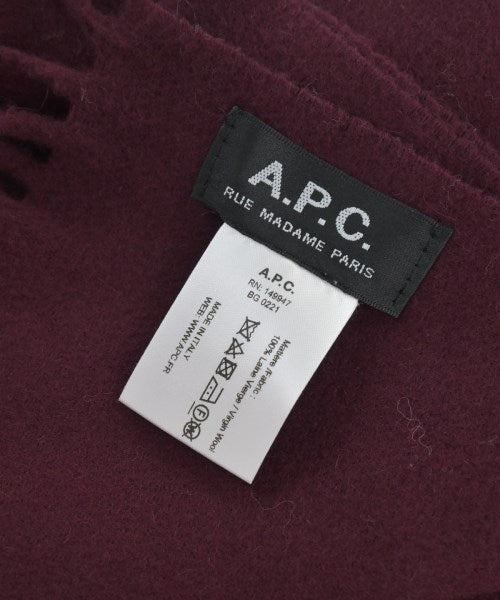 A.P.C.
RUE MADAME PARIS
A.P.C.
RN: 149947
BG 0221
Matière / Fabric :
100% Laine Vierge / Virgin Wool
MADE IN ITALY
WEB: WWW.APC.FR